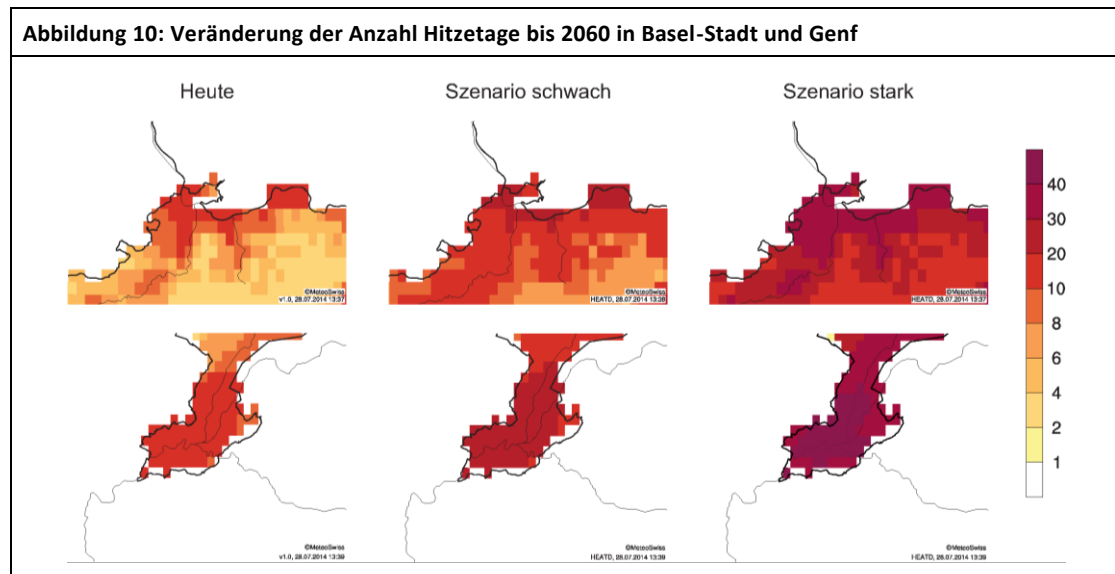 Abbildung 10: Veränderung der Anzahl Hitzetage bis 2060 in Basel-Stadt und Genf
Heute
Szenario schwach
Szenario stark
©MeteoSwiss
v1.0, 28.07.2014 13:37
©MeteoSwiss
HEATD, 28.07.2014 13:38
©MeteoSwiss
HEATD, 28.07.2014 13:37
40
30
20
10
8
6
4
2
1
©MeteoSwiss
v1.0, 28.07.2014 13:39
©MeteoSwiss
HEATD, 28.07.2014 13:39
©MeteoSwiss
HEATD, 28.07.2014 13:39